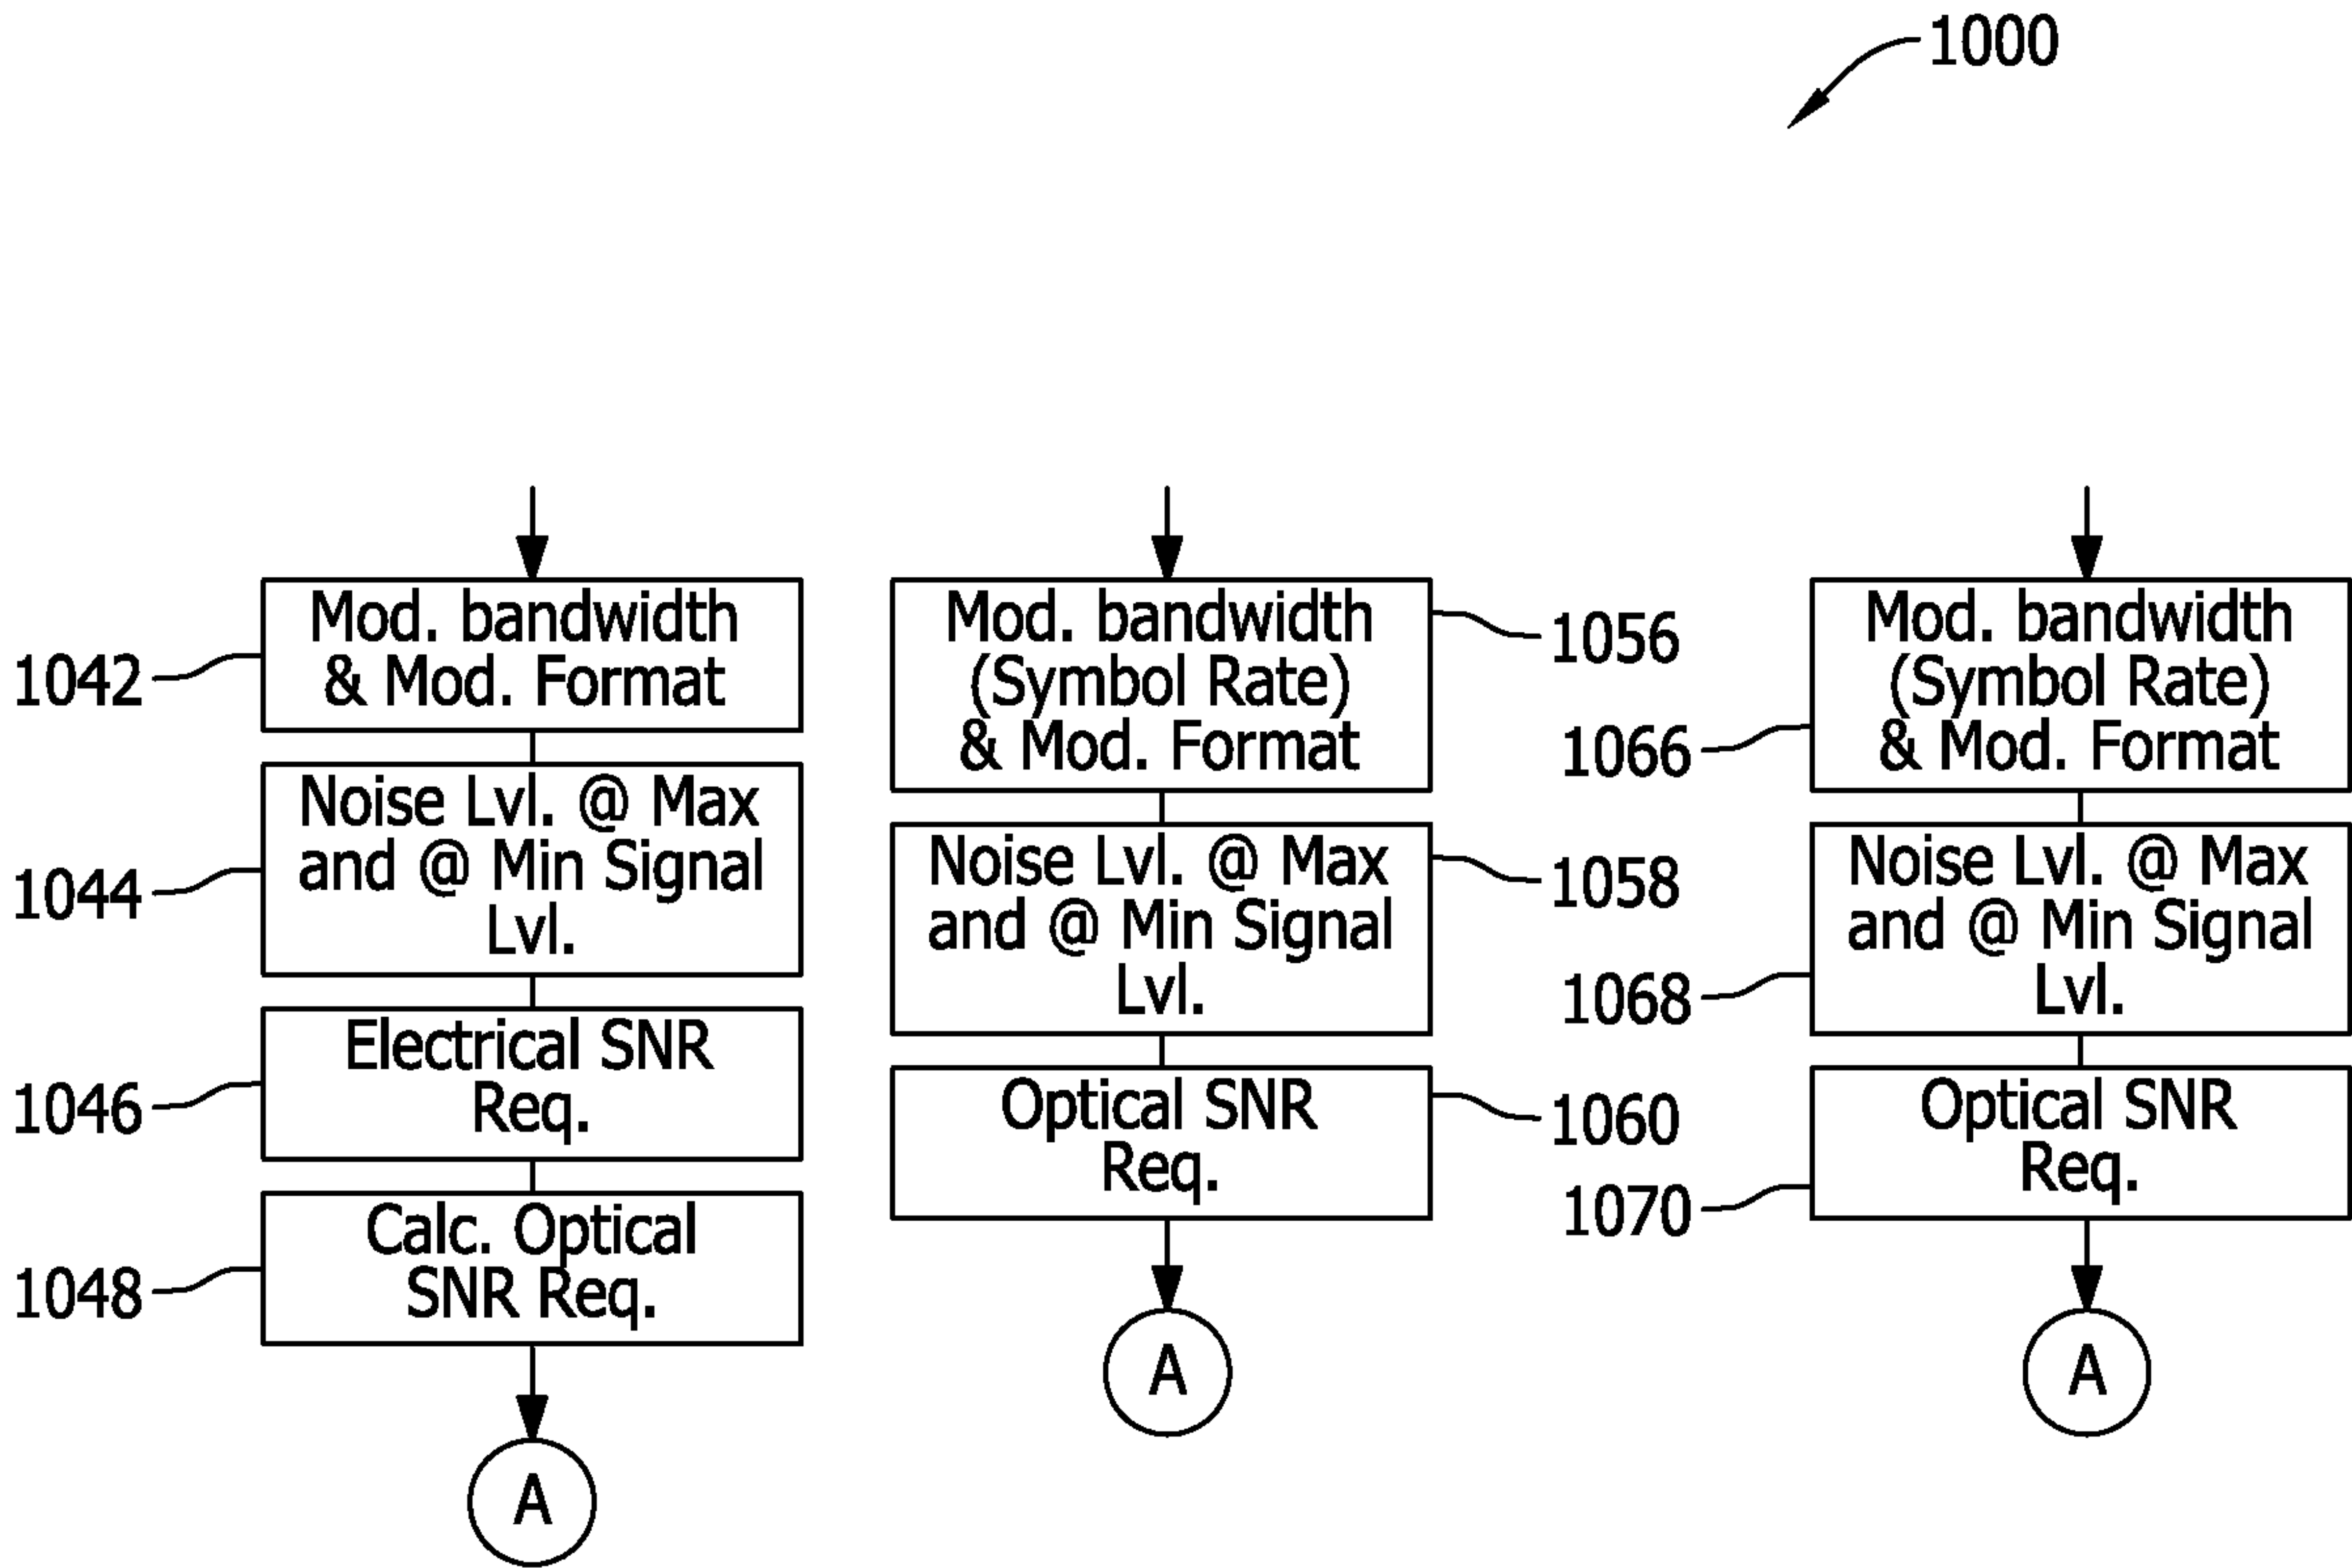 1000
1042
Mod. bandwidth
& Mod. Format
1044
Noise Lvl. @ Max
and @ Min Signal
Lvl.
1046
Electrical SNR
Req.
1048
Calc. Optical
SNR Req.
A
Mod. bandwidth
(Symbol Rate)
& Mod. Format
1056
Noise Lvl. @ Max
and @ Min Signal
Lvl.
1058
Optical SNR
Req.
1060
A
1066
Mod. bandwidth
(Symbol Rate)
& Mod. Format
1068
Noise Lvl. @ Max
and @ Min Signal
Lvl.
1070
Optical SNR
Req.
A